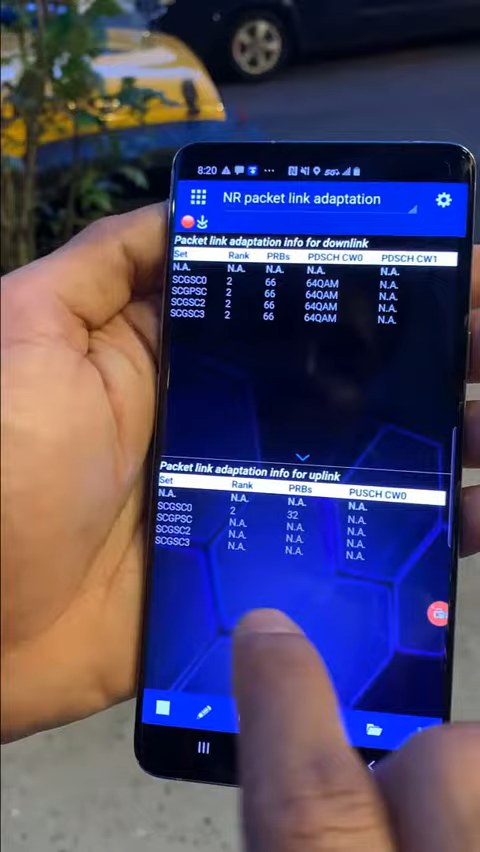 8:20 ... 5G+
NR packet link adaptation
Packet link adaptation info for downlink
Set Rank PRBs PDSCH CW0 PDSCH CW1
N.A. N.A. N.A. N.A. N.A.
SCGSC0 2 66 64QAM N.A.
SCGPSC 2 66 64QAM N.A.
SCGSC2 2 66 64QAM N.A.
SCGSC3 2 66 64QAM N.A.
Packet link adaptation info for uplink
Set Rank PRBs PUSCH CW0
N.A. N.A. N.A. N.A.
SCGSC0 2 32 N.A.
SCGPSC N.A. N.A. N.A.
SCGSC2 N.A. N.A. N.A.
SCGSC3 N.A. N.A. N.A.